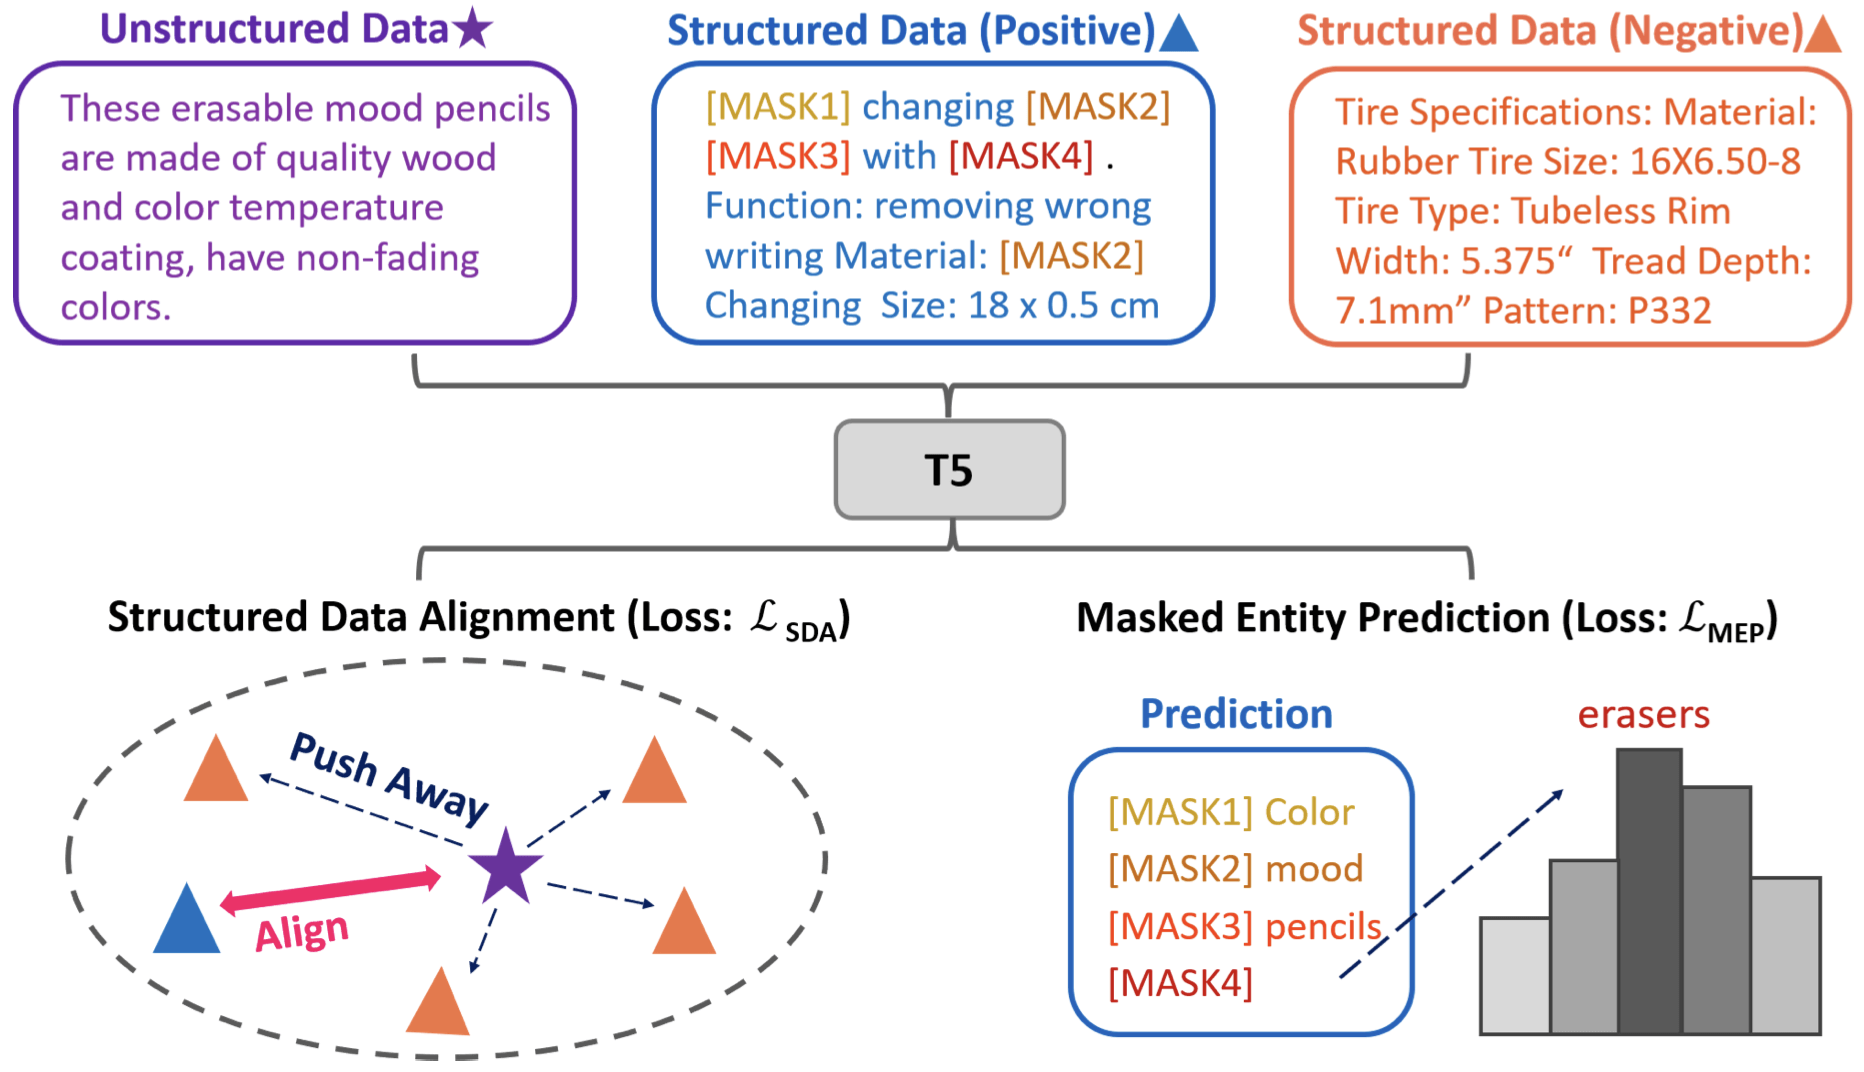 Unstructured Data
These erasable mood pencils
are made of quality wood
and color temperature
coating, have non-fading
colors.
Structured Data (Positive)
[MASK1] changing [MASK2]
[MASK3] with [MASK4] .
Function: removing wrong
writing Material: [MASK2]
Changing Size: 18 x 0.5 cm
Structured Data (Negative)
Tire Specifications: Material:
Rubber Tire Size: 16X6.50-8
Tire Type: Tubeless Rim
Width: 5.375“ Tread Depth:
7.1mm” Pattern: P332
T5
Structured Data Alignment (Loss: ℒ SDA)
Push Away
Align
Masked Entity Prediction (Loss: ℒMEP)
Prediction
[MASK1] Color
[MASK2] mood
[MASK3] pencils
[MASK4]
erasers